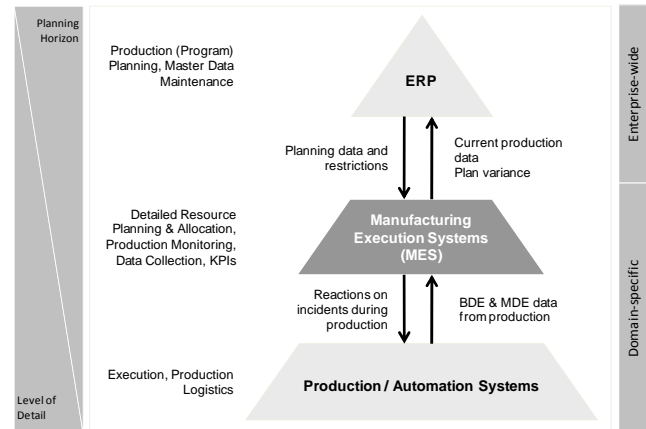 Planning
Horizon
Production (Program)
Planning, Master Data
Maintenance
ERP
Enterprise-wide
Planning data and
restrictions
Current production
data
Plan variance
Detailed Resource
Planning & Allocation,
Production Monitoring,
Data Collection, KPIs
Manufacturing
Execution Systems
(MES)
Domain-specific
Reactions on
incidents during
production
BDE & MDE data
from production
Execution, Production
Logistics
Production / Automation Systems
Level of
Detail